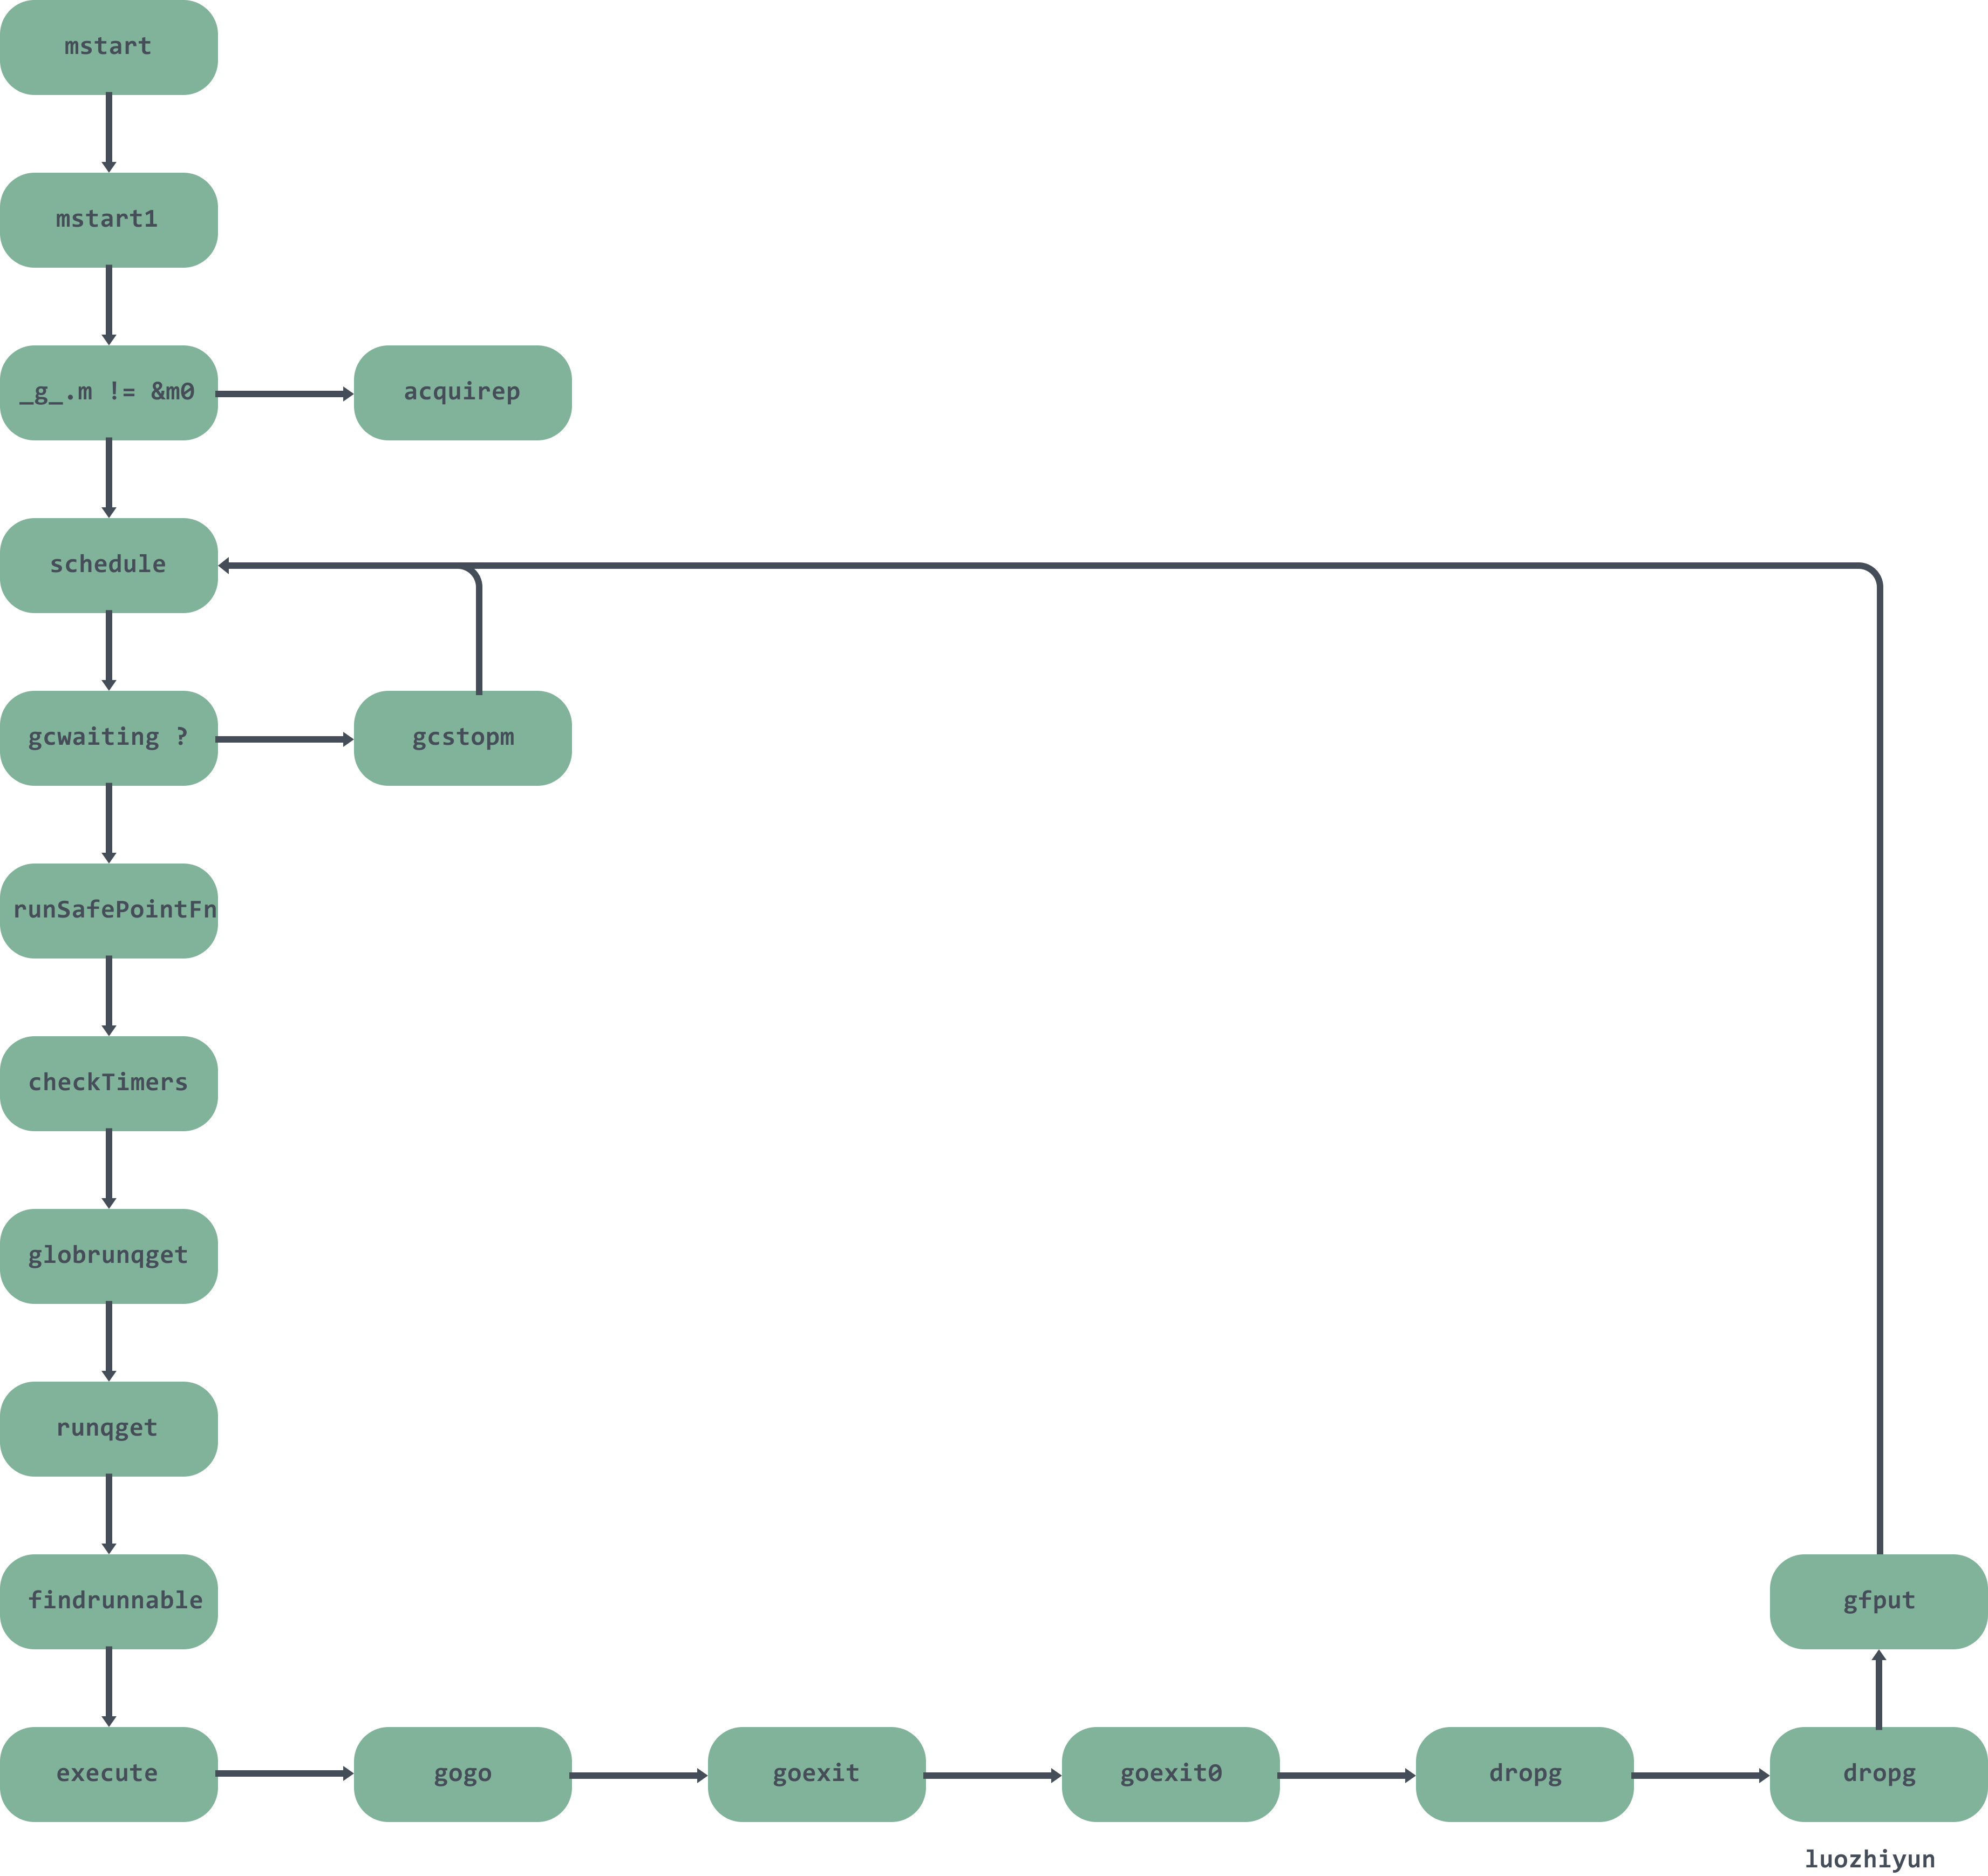 mstart
mstart1
_g_.m != &m0
acquirep
schedule
gcwaiting ?
gcstopm
runSafePointFn
checkTimers
globrunqget
runqget
findrunnable
gfput
execute
gogo
goexit
goexit0
dropg
dropg
luozhiyun